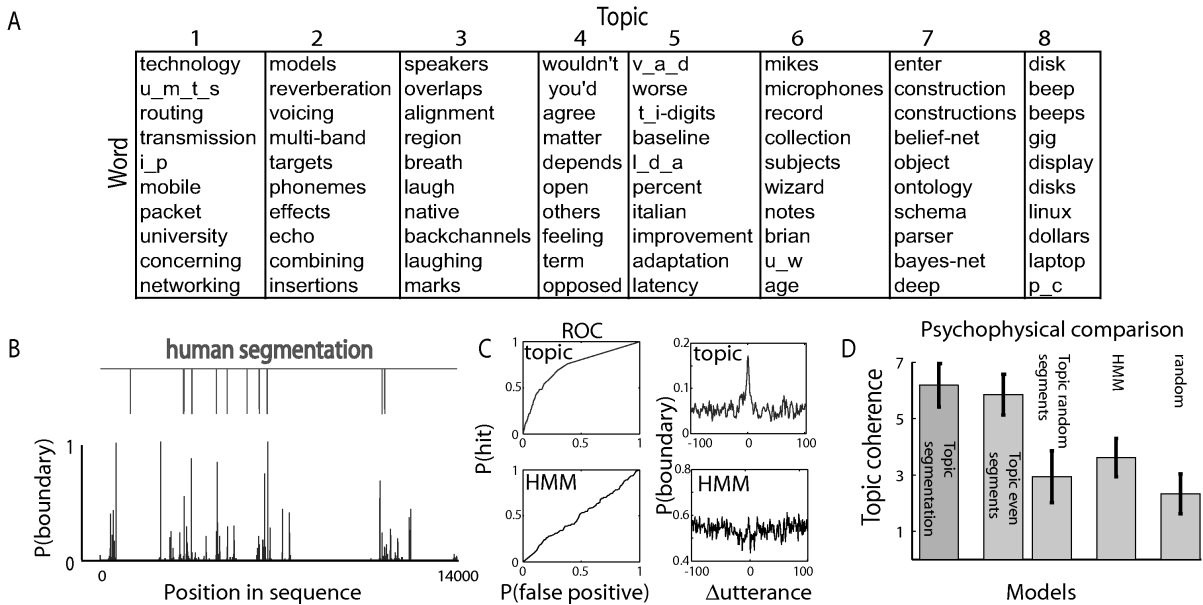 A
Topic
1 2 3 4 5 6 7 8
Word
technology models speakers wouldn't v_a_d mikes enter disk
u_m_t_s reverberation overlaps you'd worse microphones construction beep
routing voicing alignment agree t_i-digits record constructions beeps
transmission multi-band region matter baseline collection belief-net gig
i_p targets breath depends l_d_a subjects object display
mobile phonemes laugh open percent wizard ontology disks
packet effects native others italian notes schema linux
university echo backchannels feeling improvement brian parser dollars
concerning combining laughing term adaptation u_w bayes-net laptop
networking insertions marks opposed latency age deep p_c
B
human segmentation
P(boundary)
1
0
0 14000
Position in sequence
C
ROC
topic
P(hit)
1
0.5
0
0 0.5 1
HMM
1
0.5
0
0 0.5 1
P(false positive)
topic
P(boundary)
0.2
0.1
0
-100 0 100
HMM
0.8
0.6
0.4
-100 0 100
Δutterance
D
Psychophysical comparison
Topic coherence
7
5
3
1
Topic
segmentation
Topic even
segments
Topic random
segments
HMM
random
Models